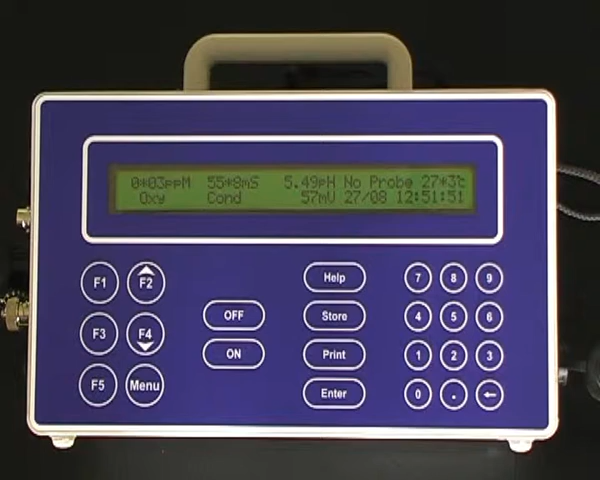 0*03ppM 55*8mS 5.49pH No Probe 27*3℃
Oxy Cond 57mV 27/08 12:51:51
F1 F2
F3 F4
F5 Menu
OFF
ON
Help
Store
Print
Enter
7 8 9
4 5 6
1 2 3
0 . ←